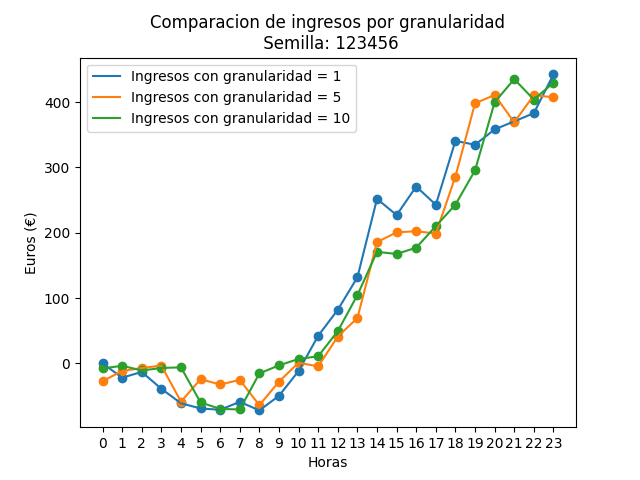 Comparacion de ingresos por granularidad
Semilla: 123456
Ingresos con granularidad = 1
Ingresos con granularidad = 5
Ingresos con granularidad = 10
Euros (€)
400
300
200
100
0
0 1 2 3 4 5 6 7 8 9 10 11 12 13 14 15 16 17 18 19 20 21 22 23
Horas